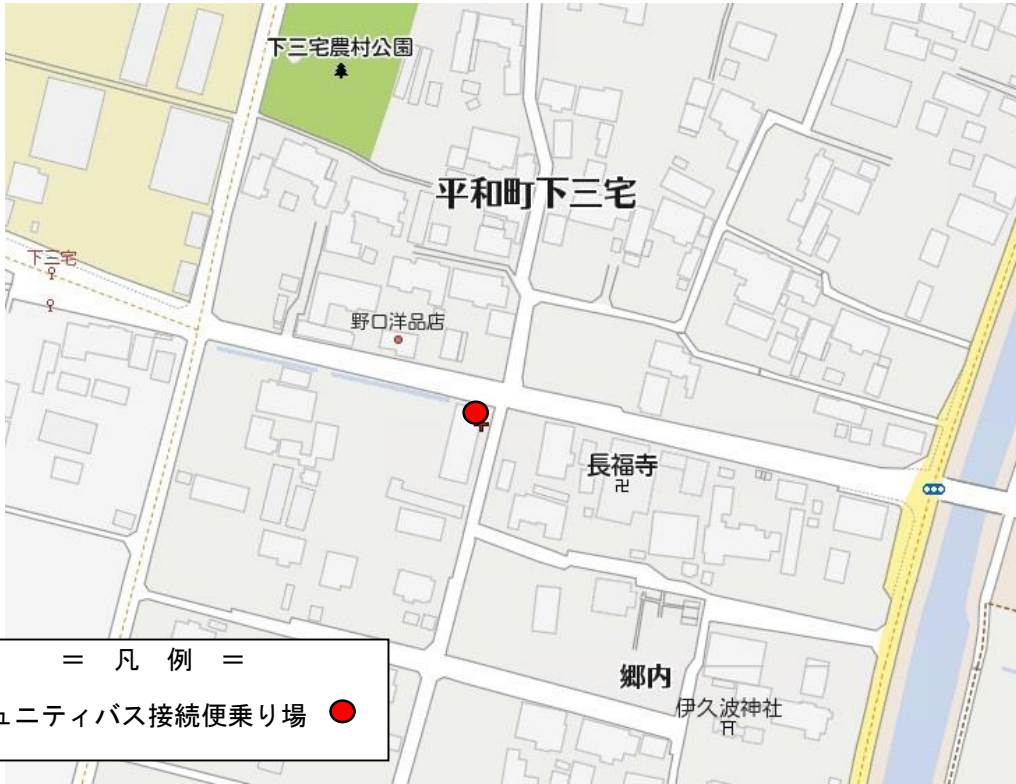 下三宅農村公園
平和町下三宅
下三宅
野口洋品店
長福寺
郷内
伊久波神社
= 凡 例 =
ュニティバス接続便乗り場